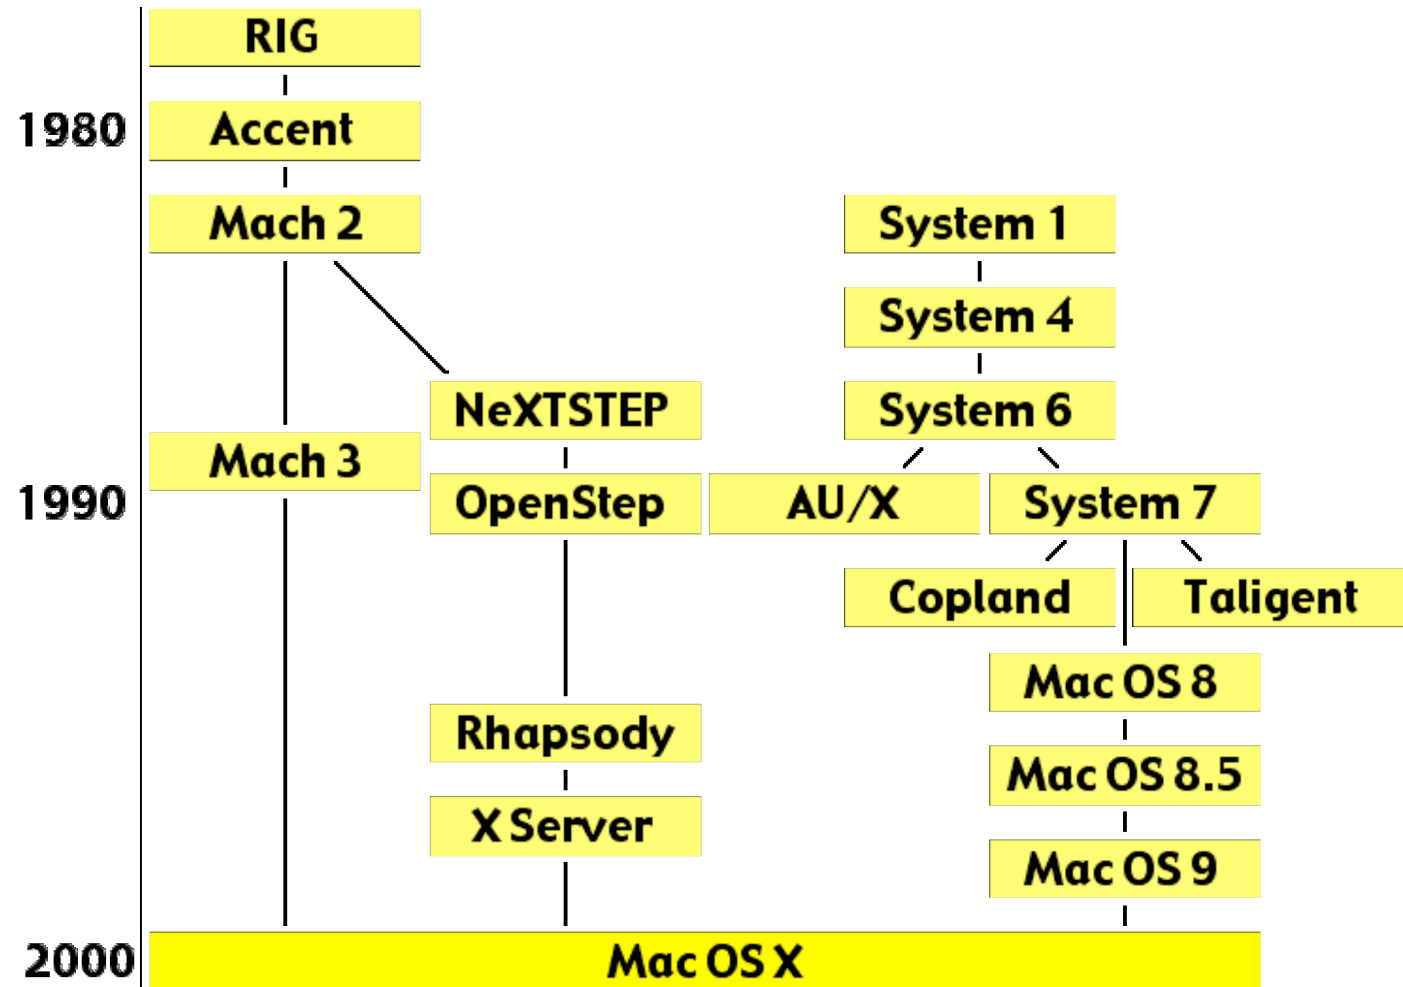 RIG
1980
Accent
Mach 2
System 1
System 4
NeXTSTEP
System 6
Mach 3
1990
OpenStep
AU/X
System 7
Copland
Taligent
Mac OS 8
Rhapsody
Mac OS 8.5
X Server
Mac OS 9
2000
Mac OS X